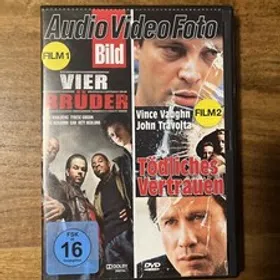 Audio Video Foto
Bild
FILM 1
VIER
BRÜDER
Vince Vaughn
John Travolta
FILM 2
Tödliches
Vertrauen
FSK
16
DOLBY
DVD